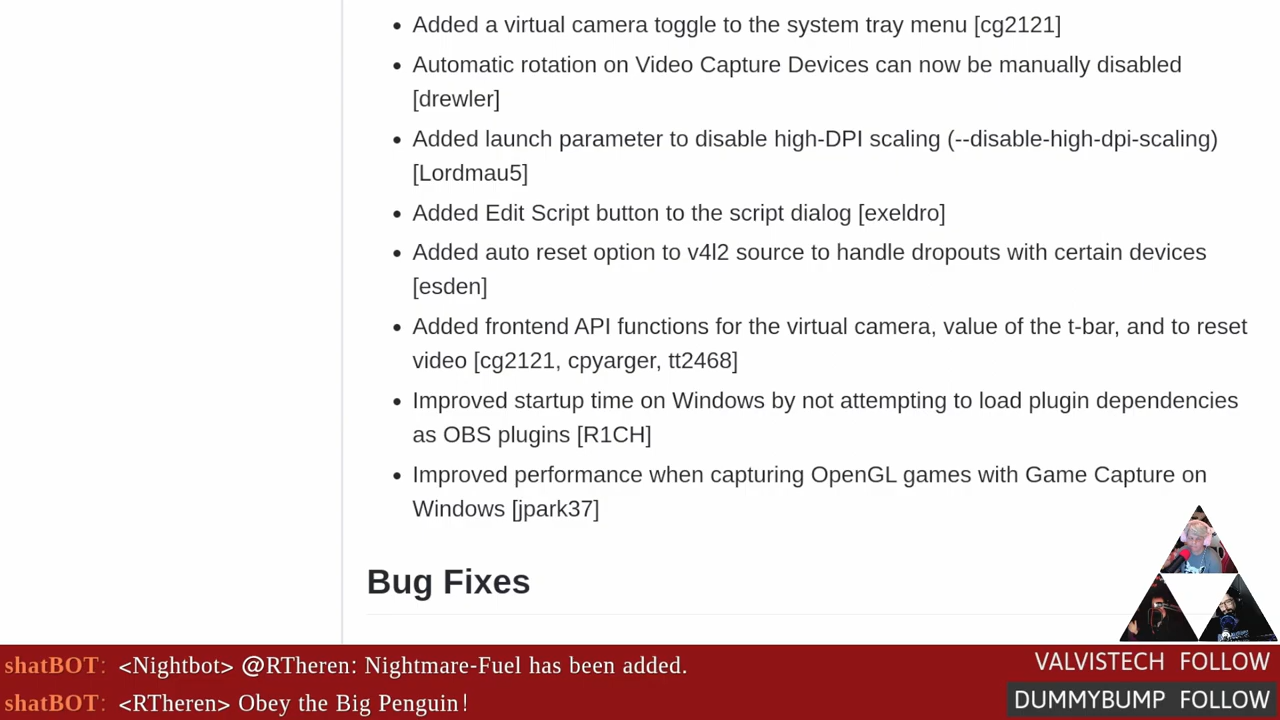 Added a virtual camera toggle to the system tray menu [cg2121]
Automatic rotation on Video Capture Devices can now be manually disabled
[drewler]
Added launch parameter to disable high-DPI scaling (--disable-high-dpi-scaling)
[Lordmau5]
Added Edit Script button to the script dialog [exeldro]
Added auto reset option to v4l2 source to handle dropouts with certain devices
[esden]
Added frontend API functions for the virtual camera, value of the t-bar, and to reset
video [cg2121, cpyarger, tt2468]
Improved startup time on Windows by not attempting to load plugin dependencies
as OBS plugins [R1CH]
Improved performance when capturing OpenGL games with Game Capture on
Windows [jpark37]
Bug Fixes
shatBOT: <Nightbot> @RTheren: Nightmare-Fuel has been added.
shatBOT: <RTheren> Obey the Big Penguin!
VALVISTECH FOLLOW
DUMMYBUMP FOLLOW